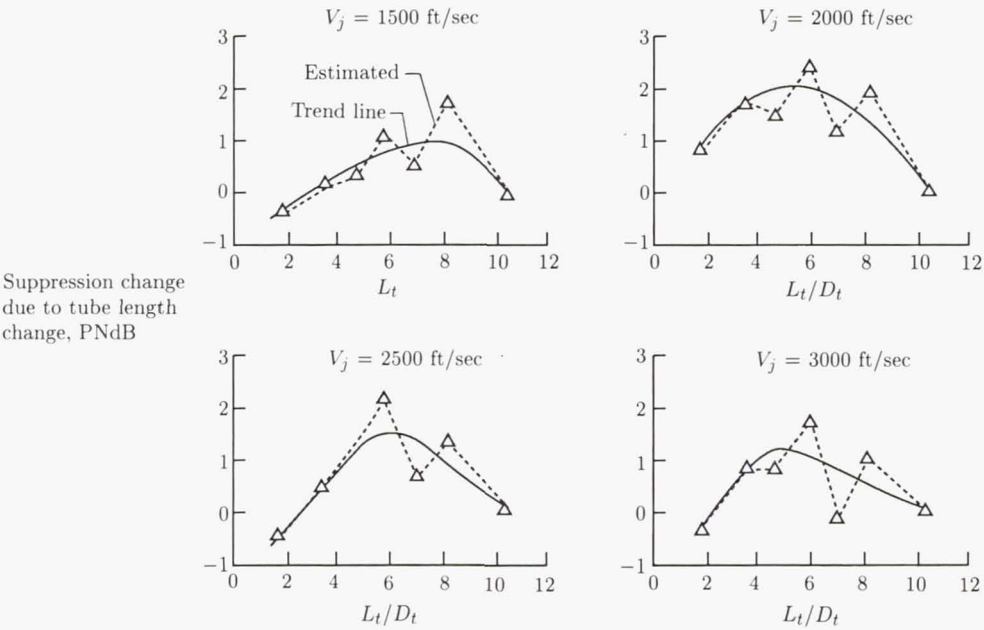 V_j = 1500 ft/sec
3
2
1
0
−1
Estimated
Trend line
0 2 4 6 8 10 12
L_t
V_j = 2000 ft/sec
3
2
1
0
−1
0 2 4 6 8 10 12
L_t/D_t
Suppression change
due to tube length
change, PNdB
V_j = 2500 ft/sec
3
2
1
0
−1
0 2 4 6 8 10 12
L_t/D_t
V_j = 3000 ft/sec
3
2
1
0
−1
0 2 4 6 8 10 12
L_t/D_t